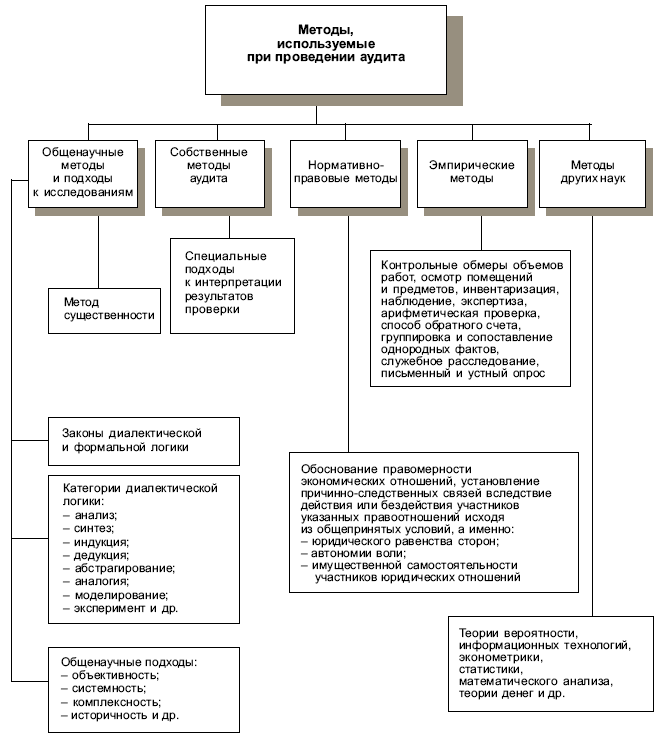 Методы,
используемые
при проведении аудита
Общенаучные
методы
и подходы
к исследованиям
Собственные
методы
аудита
Нормативно-
правовые методы
Эмпирические
методы
Методы
других наук
Метод
существенности
Специальные
подходы
к интерпретации
результатов
проверки
Контрольные обмеры объемов
работ, осмотр помещений
и предметов, инвентаризация,
наблюдение, экспертиза,
арифметическая проверка,
способ обратного счета,
группировка и сопоставление
однородных фактов,
служебное расследование,
письменный и устный опрос
Законы диалектической
и формальной логики
Категории диалектической
логики:
– анализ;
– синтез;
– индукция;
– дедукция;
– абстрагирование;
– аналогия;
– моделирование;
– эксперимент и др.
Обоснование правомерности
экономических отношений, установление
причинно-следственных связей вследствие
действия или бездействия участников
указанных правоотношений исходя
из общепринятых условий, а именно:
– юридического равенства сторон;
– автономии воли;
– имущественной самостоятельности
участников юридических отношений
Общенаучные подходы:
– объективность;
– системность;
– комплексность;
– историчность и др.
Теории вероятности,
информационных технологий,
эконометрики,
статистики,
математического анализа,
теории денег и др.